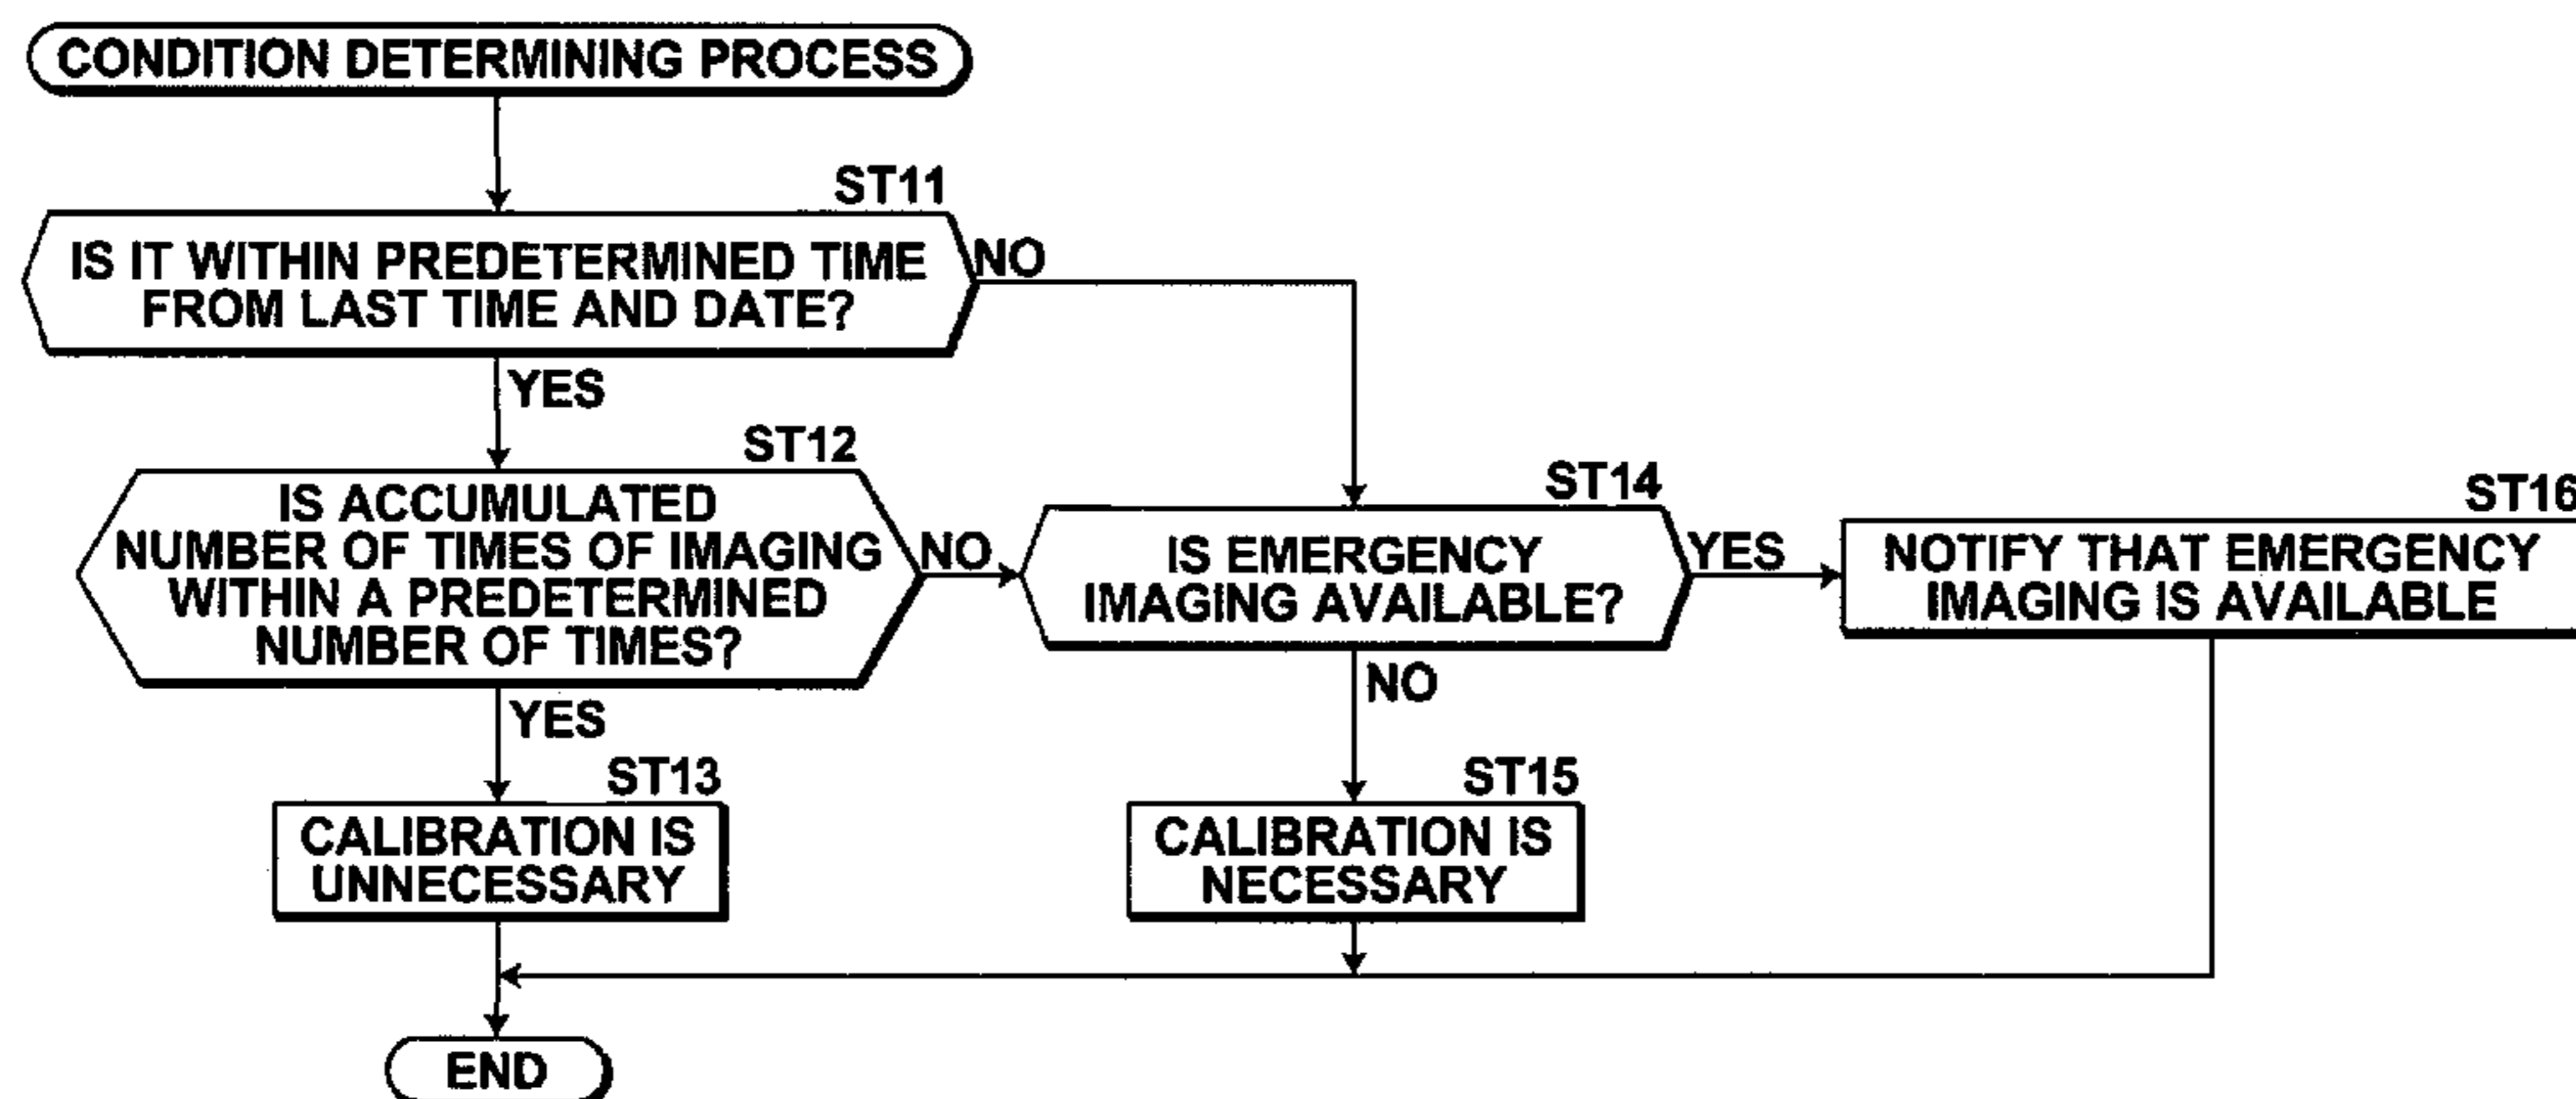 CONDITION DETERMINING PROCESS
ST11
IS IT WITHIN PREDETERMINED TIME
FROM LAST TIME AND DATE?
NO
YES
ST12
IS ACCUMULATED
NUMBER OF TIMES OF IMAGING
WITHIN A PREDETERMINED
NUMBER OF TIMES?
NO
YES
ST14
IS EMERGENCY
IMAGING AVAILABLE?
YES
NO
ST16
NOTIFY THAT EMERGENCY
IMAGING IS AVAILABLE
ST13
CALIBRATION IS
UNNECESSARY
ST15
CALIBRATION IS
NECESSARY
END